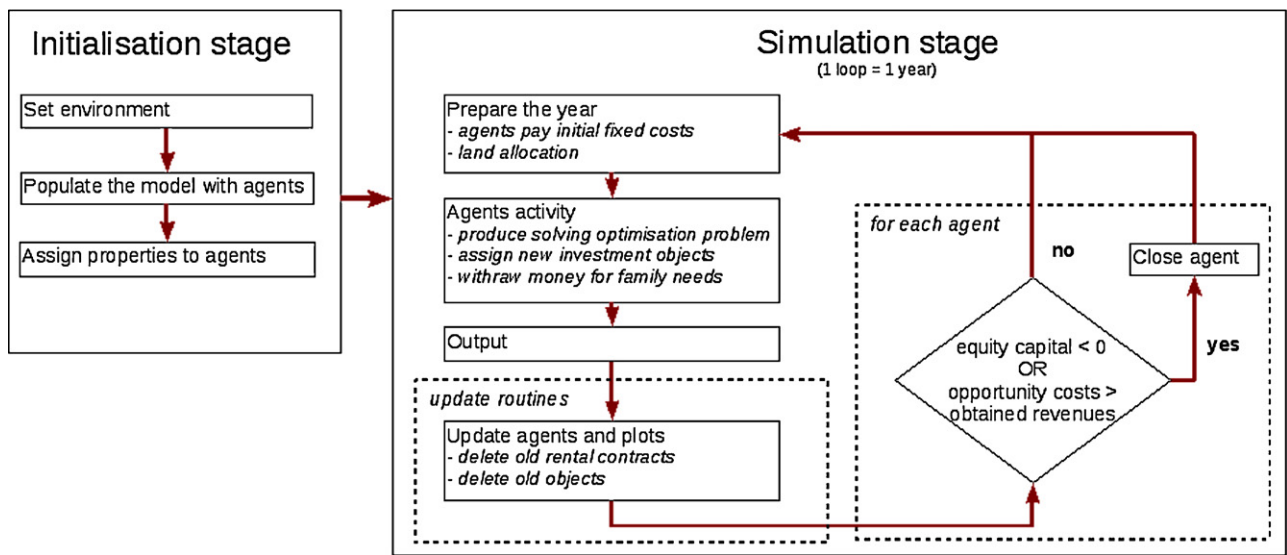 Initialisation stage
Set environment
Populate the model with agents
Assign properties to agents
Simulation stage
(1 loop = 1 year)
Prepare the year
- agents pay initial fixed costs
- land allocation
Agents activity
- produce solving optimisation problem
- assign new investment objects
- withraw money for family needs
Output
update routines
Update agents and plots
- delete old rental contracts
- delete old objects
for each agent
no
Close agent
equity capital < 0
OR
opportunity costs >
obtained revenues
yes